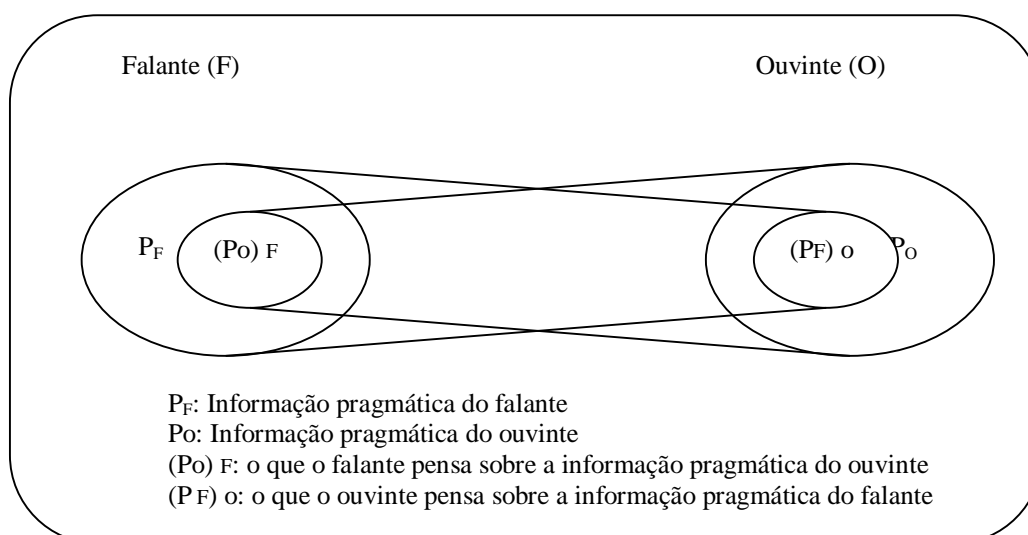 Falante (F) Ouvinte (O)
PF (Po) F (PF) o PO
PF: Informação pragmática do falante
Po: Informação pragmática do ouvinte
(Po) F: o que o falante pensa sobre a informação pragmática do ouvinte
(P F) o: o que o ouvinte pensa sobre a informação pragmática do falante